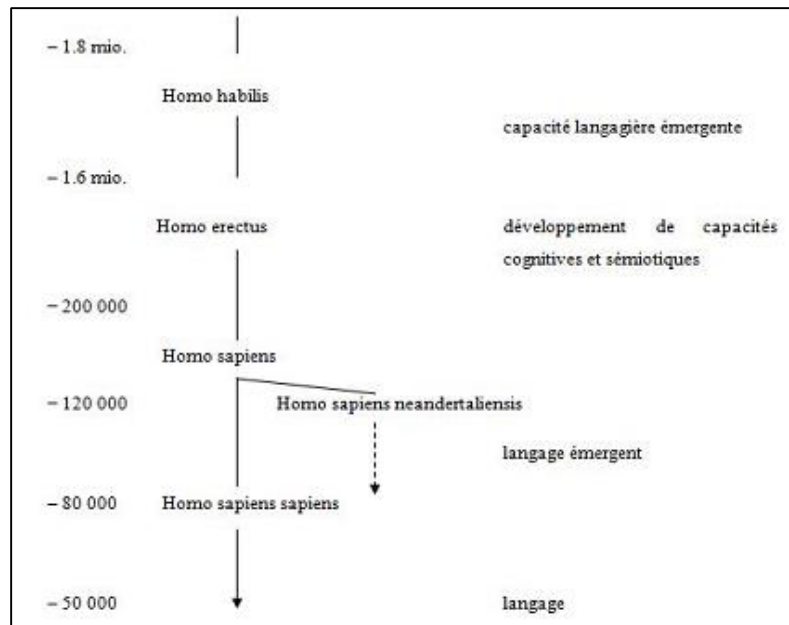 – 1.8 mio.
Homo habilis
capacité langagière émergente
– 1.6 mio.
Homo erectus
développement de capacités
cognitives et sémiotiques
– 200 000
Homo sapiens
– 120 000
Homo sapiens neandertaliensis
langage émergent
– 80 000
Homo sapiens sapiens
– 50 000
langage